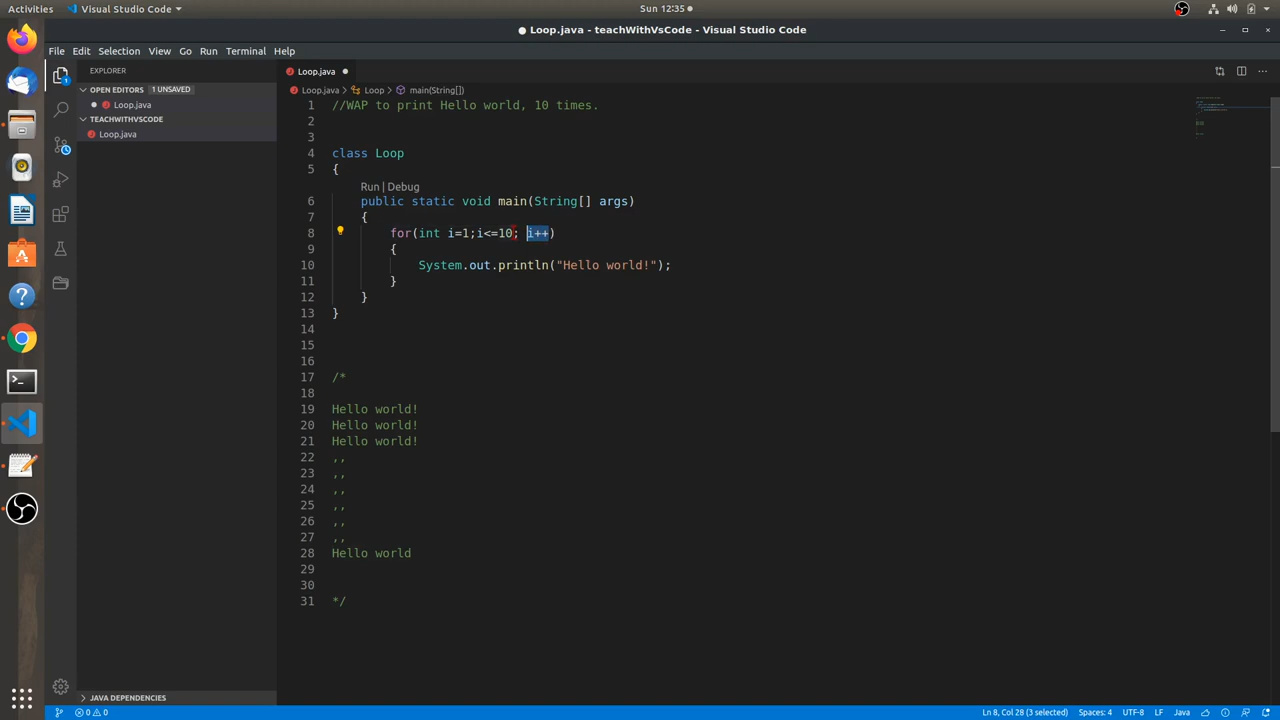 Activities
Visual Studio Code
Sun 12:35
Loop.java - teachWithVsCode - Visual Studio Code
File Edit Selection View Go Run Terminal Help
EXPLORER
Loop.java
OPEN EDITORS 1 UNSAVED
Loop.java > Loop > main(String[])
Loop.java
TEACHWITHVSCODE
Loop.java
1 //WAP to print Hello world, 10 times.
2
3
4 class Loop
5 {
Run | Debug
6 public static void main(String[] args)
7 {
8 for(int i=1;i<=10; i++)
9 {
10 System.out.println("Hello world!");
11 }
12 }
13 }
14
15
16
17 /*
18
19 Hello world!
20 Hello world!
21 Hello world!
22 ,,
23 ,,
24 ,,
25 ,,
26 ,,
27 ,,
28 Hello world
29
30
31 */
JAVA DEPENDENCIES
0 0
Ln 8, Col 28 (3 selected) Spaces: 4 UTF-8 LF Java